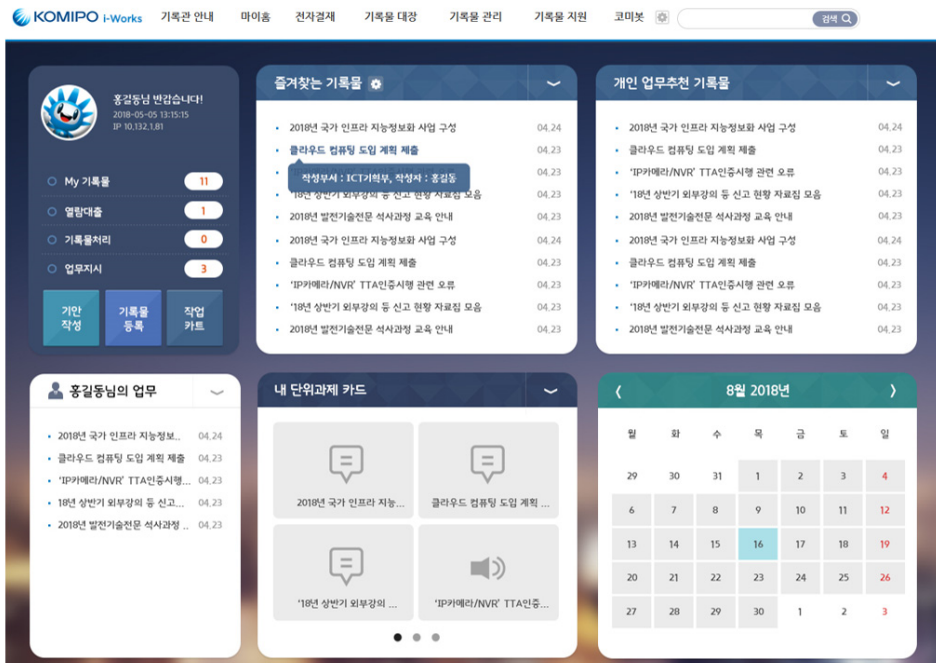 KOMIPO i-Works 기록관 안내 마이홈 전자결재 기록물 대장 기록물 관리 기록물 지원 코미봇 검색
홍길동님 반갑습니다!
2018-05-05 13:15:15
IP 10.132.1.81
My 기록물 11
열람대출 1
기록물처리 0
업무지시 3
기안
작성
기록물
등록
작업
카트
즐겨찾는 기록물
2018년 국가 인프라 지능정보화 사업 구성 04.24
클라우드 컴퓨팅 도입 계획 제출 04.23
작성부서 : ICT기획부, 작성자 : 홍길동
'18년 상반기 외부강의 등 신고 현황 자료집 모음 04.23
2018년 발전기술전문 석사과정 교육 안내 04.23
2018년 국가 인프라 지능정보화 사업 구성 04.24
클라우드 컴퓨팅 도입 계획 제출 04.23
'IP카메라/NVR' TTA인증시행 관련 오류 04.23
'18년 상반기 외부강의 등 신고 현황 자료집 모음 04.23
2018년 발전기술전문 석사과정 교육 안내 04.23
개인 업무추천 기록물
2018년 국가 인프라 지능정보화 사업 구성 04.24
클라우드 컴퓨팅 도입 계획 제출 04.23
'IP카메라/NVR' TTA인증시행 관련 오류 04.23
'18년 상반기 외부강의 등 신고 현황 자료집 모음 04.23
2018년 발전기술전문 석사과정 교육 안내 04.23
2018년 국가 인프라 지능정보화 사업 구성 04.24
클라우드 컴퓨팅 도입 계획 제출 04.23
'IP카메라/NVR' TTA인증시행 관련 오류 04.23
'18년 상반기 외부강의 등 신고 현황 자료집 모음 04.23
2018년 발전기술전문 석사과정 교육 안내 04.23
홍길동님의 업무
2018년 국가 인프라 지능정보.. 04.24
클라우드 컴퓨팅 도입 계획 제출 04.23
'IP카메라/NVR' TTA인증시행... 04.23
18년 상반기 외부강의 등 신고... 04.23
2018년 발전기술전문 석사과정 .. 04.23
내 단위과제 카드
2018년 국가 인프라 지능...
클라우드 컴퓨팅 도입 계획 ...
'18년 상반기 외부강의 ...
'IP카메라/NVR' TTA인증...
8월 2018년
월 화 수 목 금 토 일
29 30 31 1 2 3 4
6 7 8 9 10 11 12
13 14 15 16 17 18 19
20 21 22 23 24 25 26
27 28 29 30 1 2 3